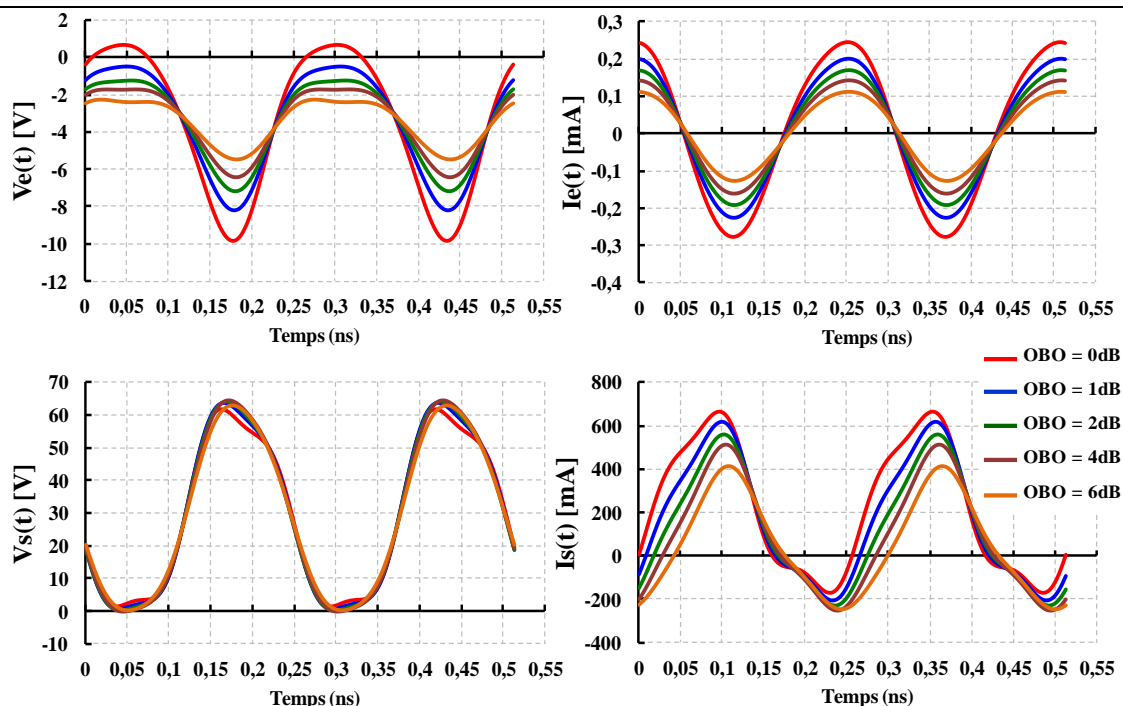 Ve(t) [V]
2
0
-2
-4
-6
-8
-10
-12
0 0,05 0,1 0,15 0,2 0,25 0,3 0,35 0,4 0,45 0,5 0,55
Temps (ns)
Ie(t) [mA]
0,3
0,2
0,1
0
-0,1
-0,2
-0,3
-0,4
0 0,05 0,1 0,15 0,2 0,25 0,3 0,35 0,4 0,45 0,5 0,55
Temps (ns)
Vs(t) [V]
70
60
50
40
30
20
10
0
-10
0 0,05 0,1 0,15 0,2 0,25 0,3 0,35 0,4 0,45 0,5 0,55
Temps (ns)
Is(t) [mA]
800
600
400
200
0
-200
-400
0 0,05 0,1 0,15 0,2 0,25 0,3 0,35 0,4 0,45 0,5 0,55
Temps (ns)
OBO = 0dB
OBO = 1dB
OBO = 2dB
OBO = 4dB
OBO = 6dB